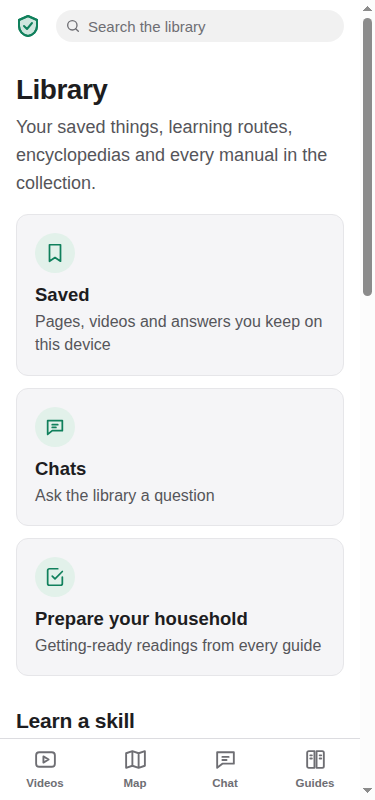 Search the library
Library
Your saved things, learning routes,
encyclopedias and every manual in the
collection.
Saved
Pages, videos and answers you keep on
this device
Chats
Ask the library a question
Prepare your household
Getting-ready readings from every guide
Learn a skill
Videos
Map
Chat
Guides